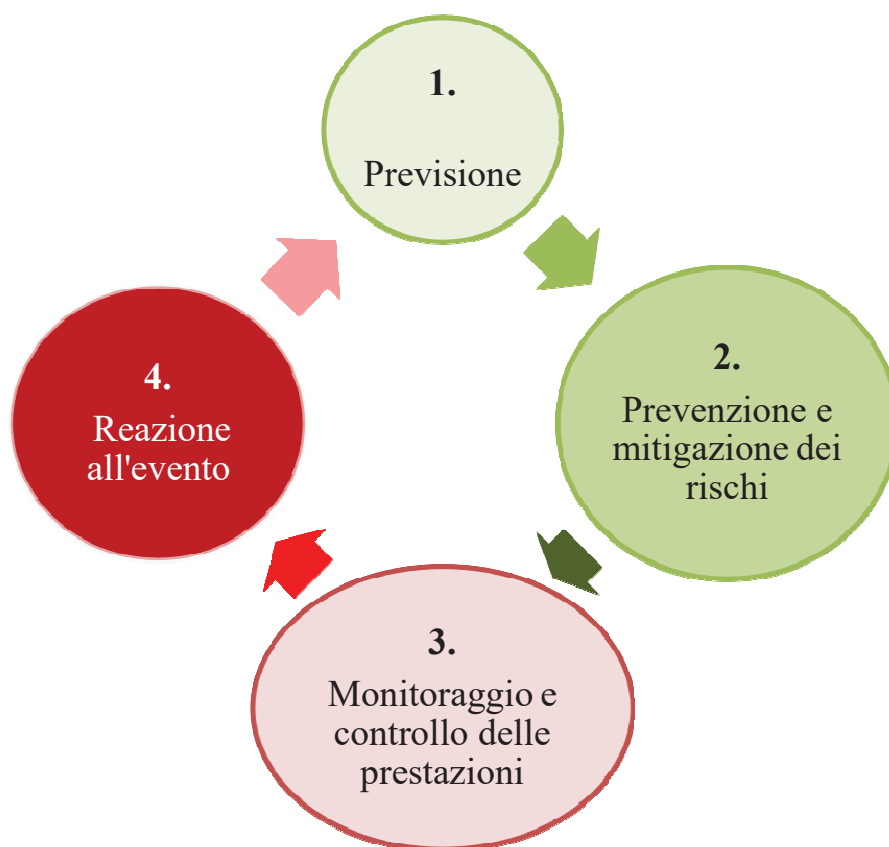 1.
Previsione
2.
Prevenzione e
mitigazione dei
rischi
3.
Monitoraggio e
controllo delle
prestazioni
4.
Reazione
all'evento